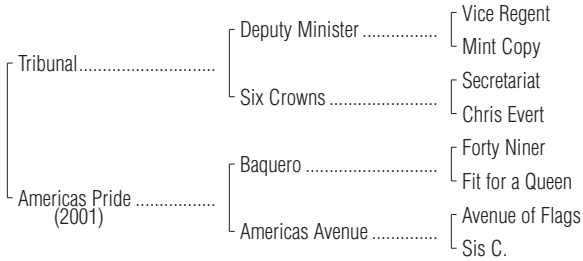 Vice Regent
Deputy Minister ................
Mint Copy
Tribunal.............................
Secretariat
Six Crowns .......................
Chris Evert
Forty Niner
Baquero ............................
Fit for a Queen
Americas Pride .................
(2001)
Avenue of Flags
Americas Avenue ..............
Sis C.